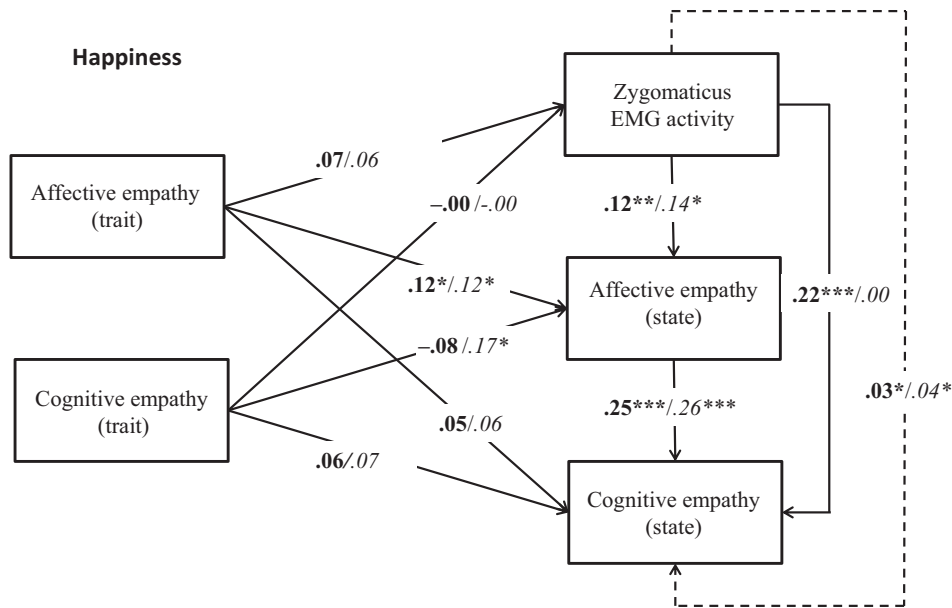 Happiness
Zygomaticus
EMG activity
Affective empathy
(trait)
.07/.06
–.00/-.00
.12**/.14*
.12*/.12*
Affective empathy
(state)
.22***/.00
–.08/.17*
Cognitive empathy
(trait)
.03*/.04*
.25***/.26***
.05/.06
.06/.07
Cognitive empathy
(state)